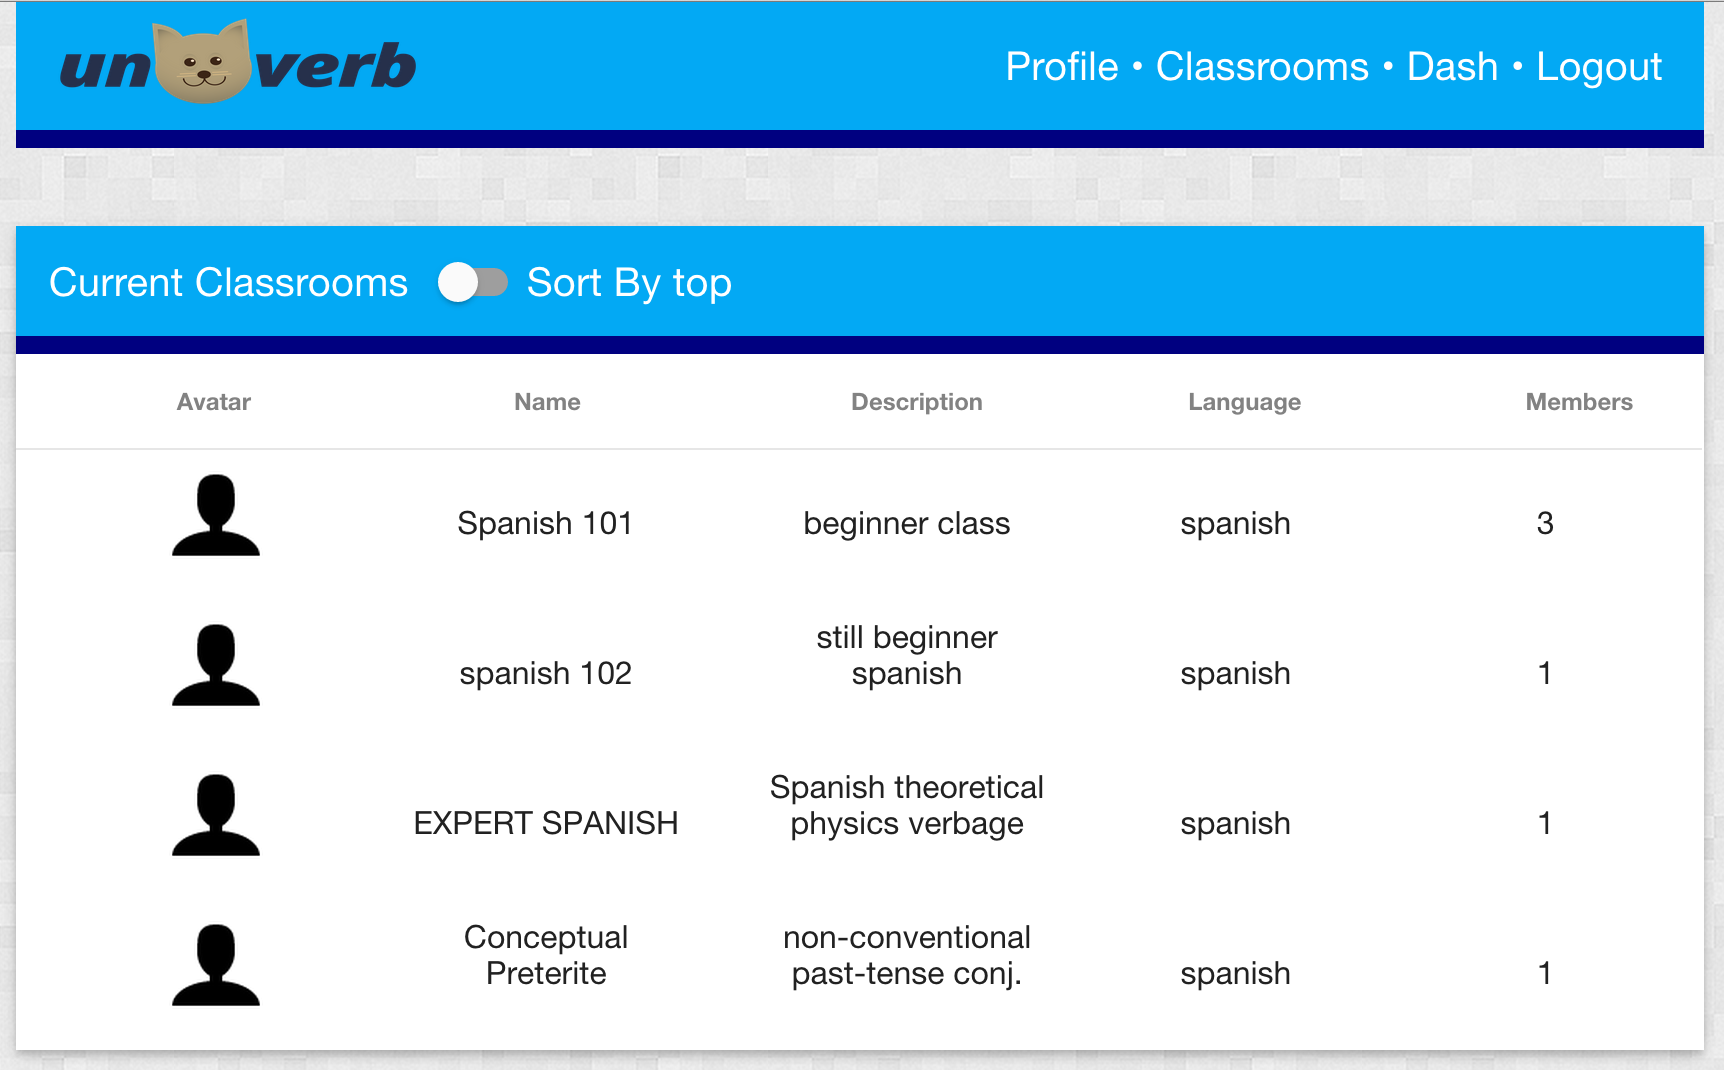 un verb
Profile • Classrooms • Dash • Logout
Current Classrooms Sort By top
Avatar Name Description Language Members
Spanish 101 beginner class spanish 3
still beginner
spanish 102 spanish spanish 1
Spanish theoretical
EXPERT SPANISH physics verbage spanish 1
Conceptual non-conventional
Preterite past-tense conj. spanish 1